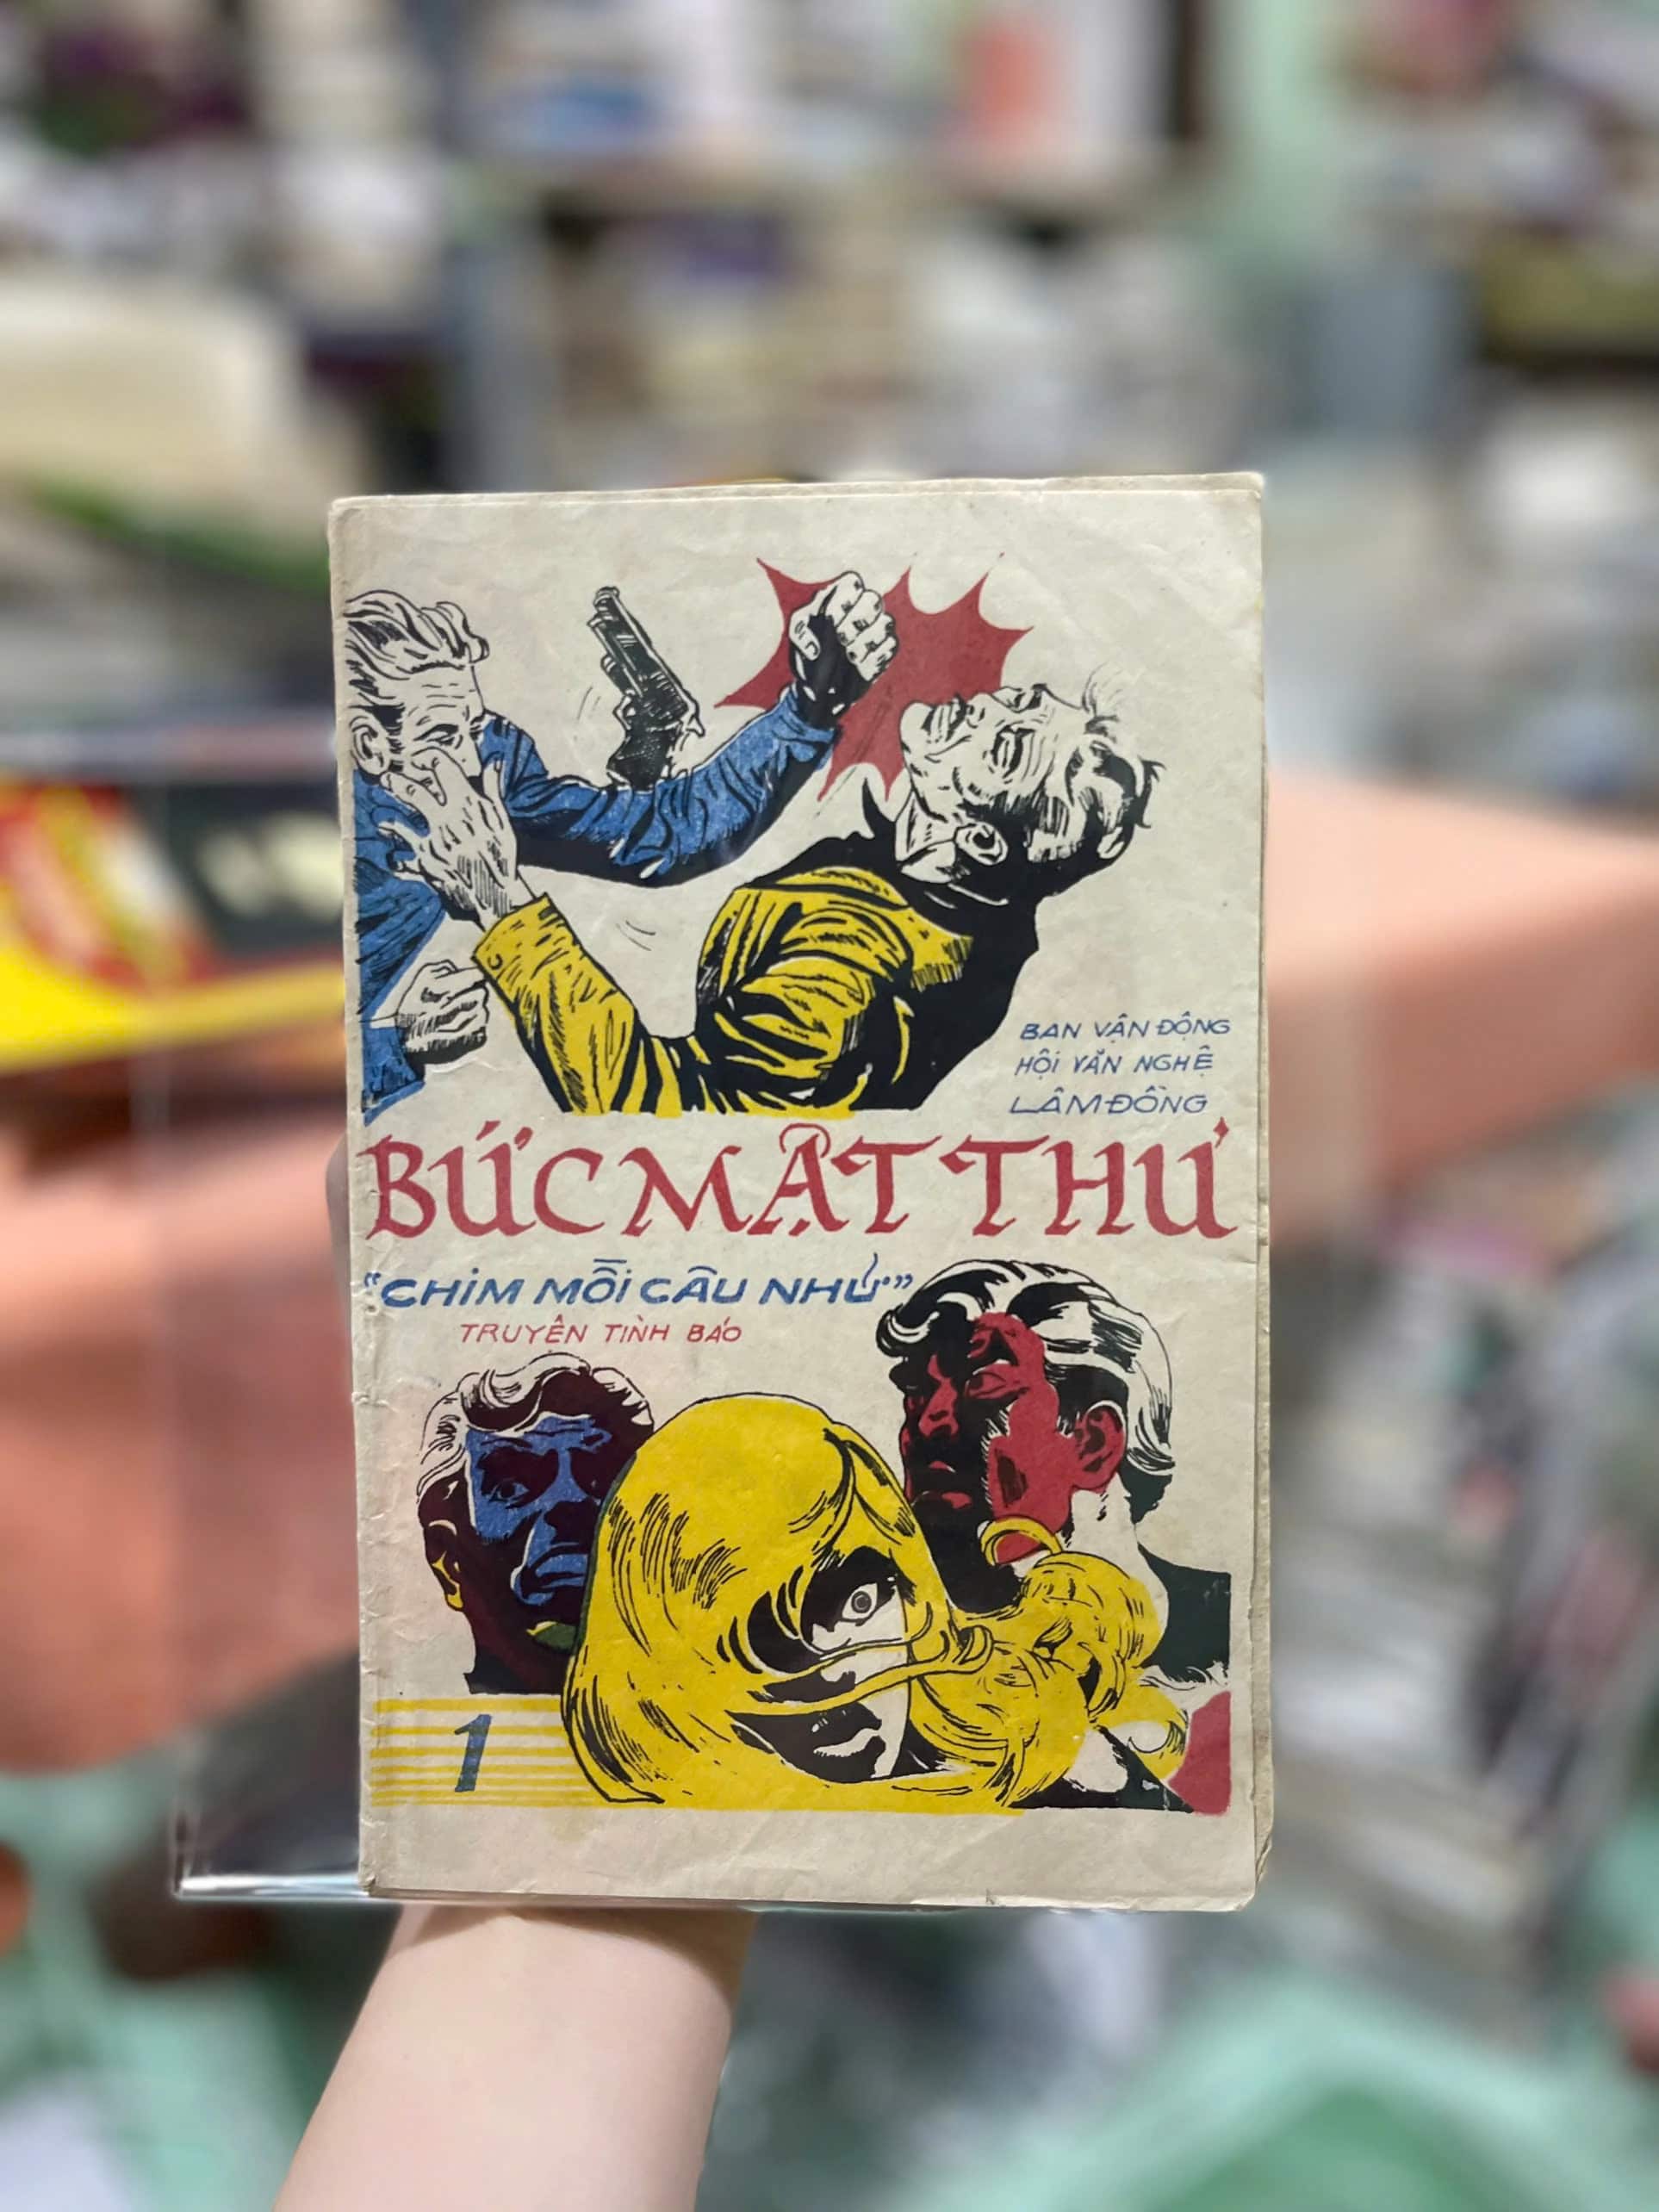 BAN VẬN ĐỘNG
HỘI VĂN NGHỆ
LÂM ĐỒNG
BỨC MẬT THƯ
"CHIM MỒI CÂU NHỬ"
TRUYỆN TÌNH BÁO
1